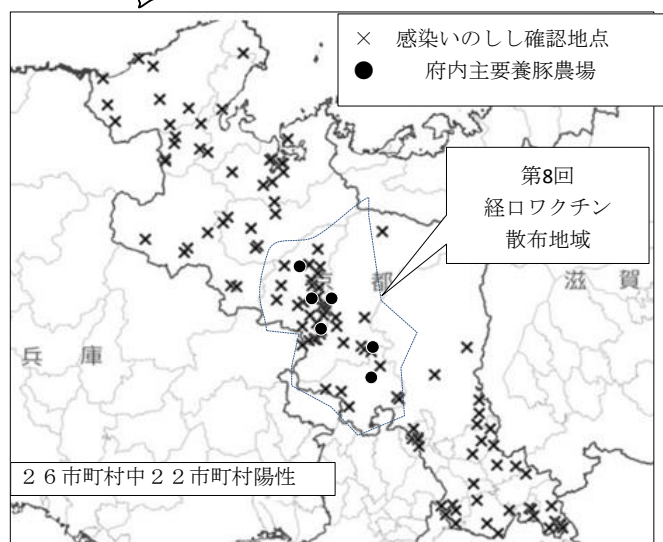 × 感染いのしし確認地点
● 府内主要養豚農場
第8回
経口ワクチン
散布地域
京都
滋賀
兵庫
２６市町村中２２市町村陽性